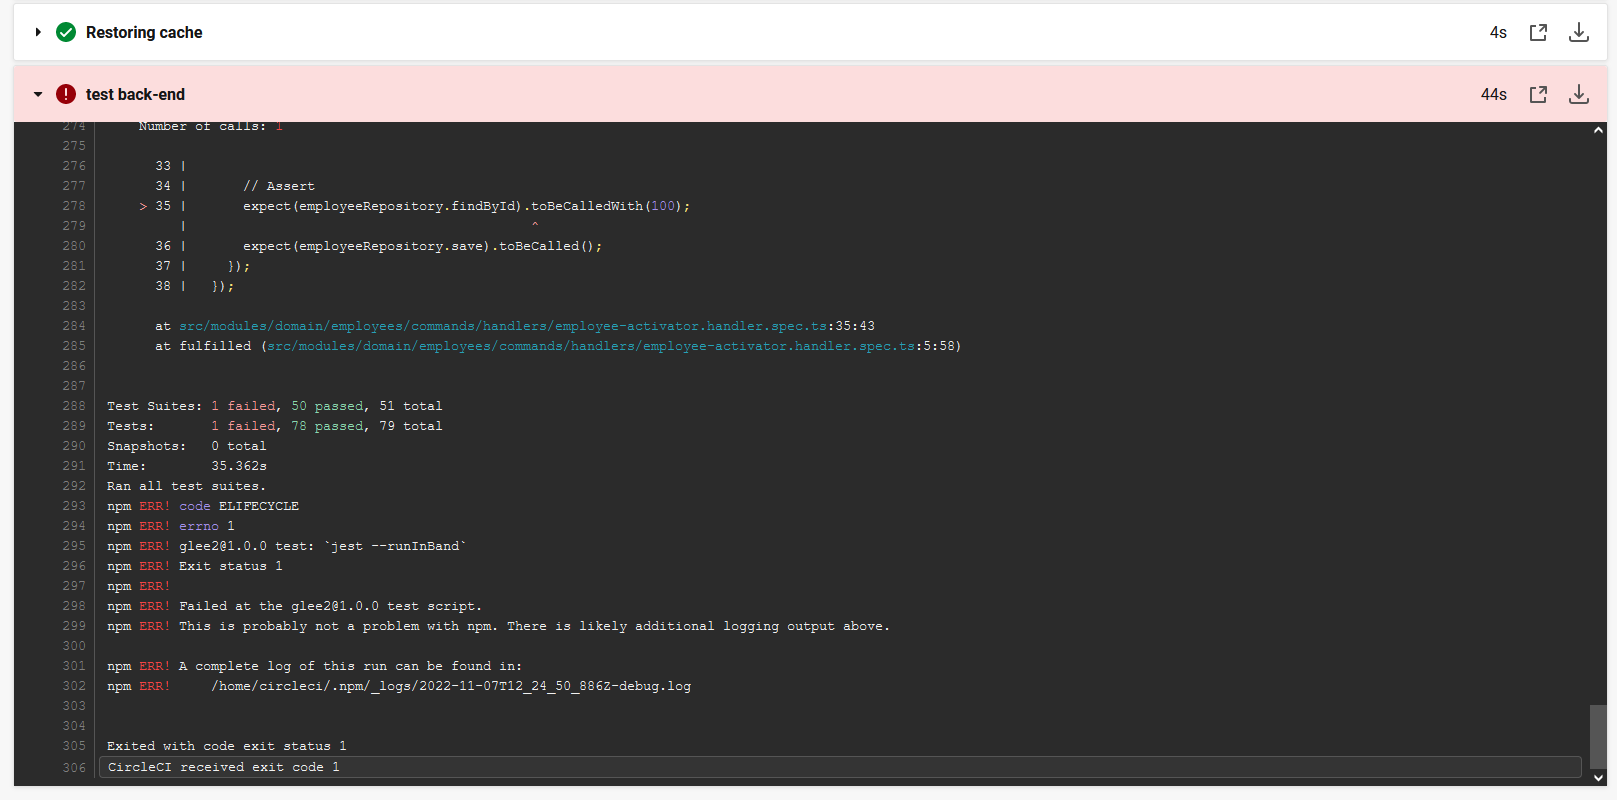 Restoring cache 4s
test back-end 44s
274 Number of calls: 1
275
276 33 |
277 34 | // Assert
278 > 35 | expect(employeeRepository.findById).toBeCalledWith(100);
279 | ^
280 36 | expect(employeeRepository.save).toBeCalled();
281 37 | });
282 38 | });
283
284 at src/modules/domain/employees/commands/handlers/employee-activator.handler.spec.ts:35:43
285 at fulfilled (src/modules/domain/employees/commands/handlers/employee-activator.handler.spec.ts:5:58)
286
287
288 Test Suites: 1 failed, 50 passed, 51 total
289 Tests: 1 failed, 78 passed, 79 total
290 Snapshots: 0 total
291 Time: 35.362s
292 Ran all test suites.
293 npm ERR! code ELIFECYCLE
294 npm ERR! errno 1
295 npm ERR! glee2@1.0.0 test: `jest --runInBand`
296 npm ERR! Exit status 1
297 npm ERR!
298 npm ERR! Failed at the glee2@1.0.0 test script.
299 npm ERR! This is probably not a problem with npm. There is likely additional logging output above.
300
301 npm ERR! A complete log of this run can be found in:
302 npm ERR! /home/circleci/.npm/_logs/2022-11-07T12_24_50_886Z-debug.log
303
304
305 Exited with code exit status 1
306 CircleCI received exit code 1